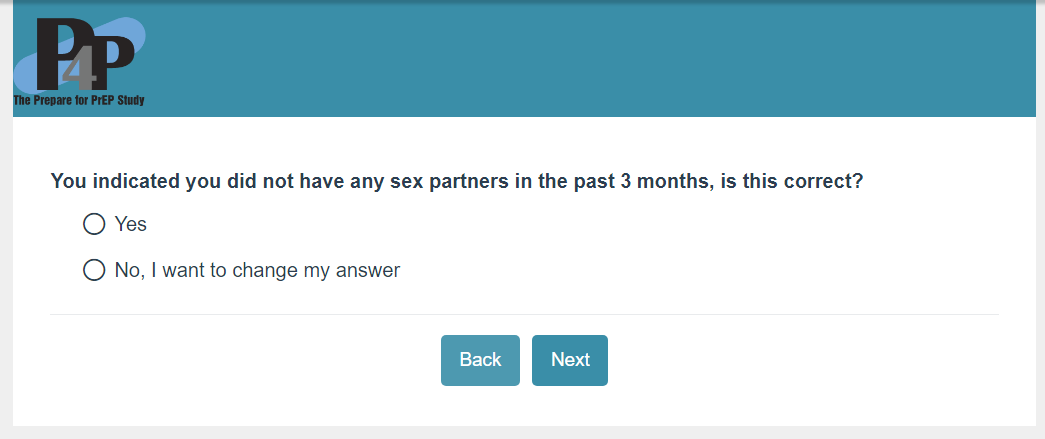 P4P
The Prepare for PrEP Study
You indicated you did not have any sex partners in the past 3 months, is this correct?
Yes
No, I want to change my answer
Back
Next